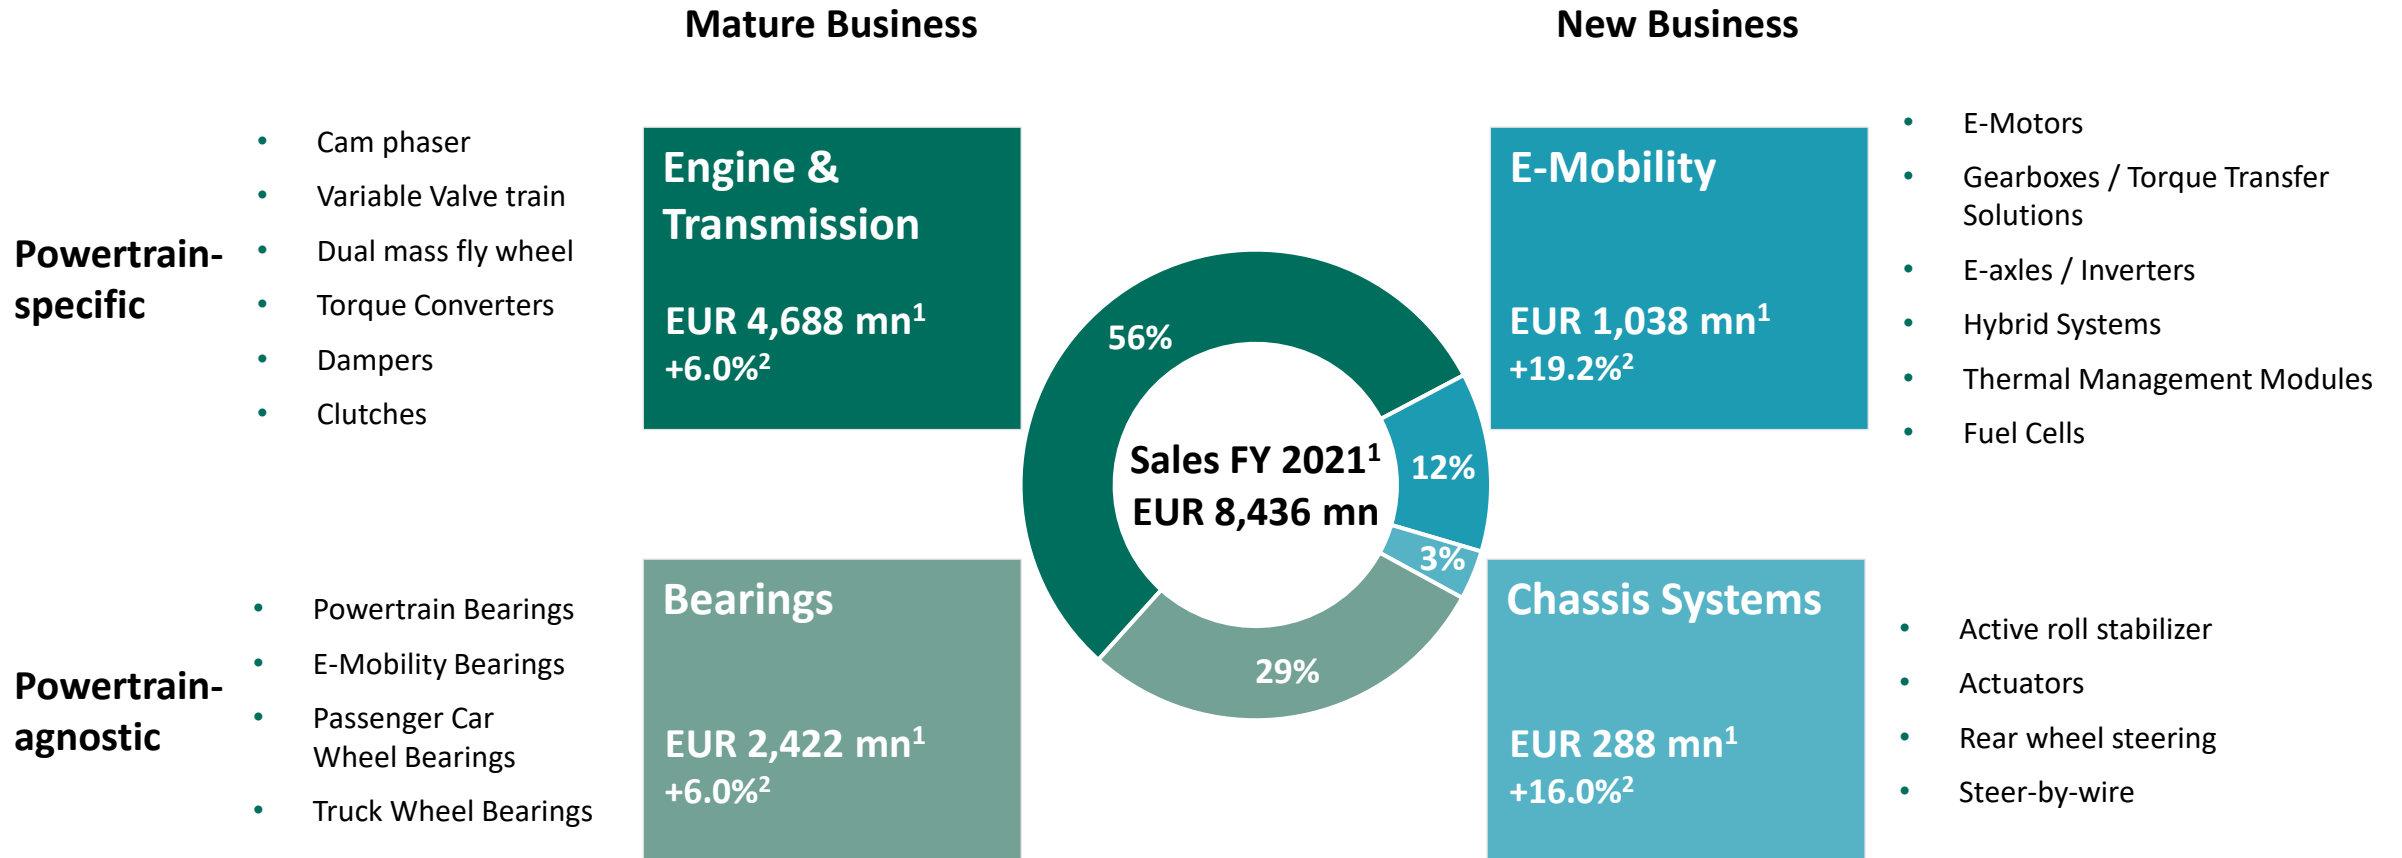 Mature Business
New Business
Powertrain-
specific
• Cam phaser
• Variable Valve train
• Dual mass fly wheel
• Torque Converters
• Dampers
• Clutches
Engine &
Transmission
EUR 4,688 mn¹
+6.0%²
E-Mobility
EUR 1,038 mn¹
+19.2%²
• E-Motors
• Gearboxes / Torque Transfer
Solutions
• E-axles / Inverters
• Hybrid Systems
• Thermal Management Modules
• Fuel Cells
56%
12%
3%
29%
Sales FY 2021¹
EUR 8,436 mn
Powertrain-
agnostic
• Powertrain Bearings
• E-Mobility Bearings
• Passenger Car
Wheel Bearings
• Truck Wheel Bearings
Bearings
EUR 2,422 mn¹
+6.0%²
Chassis Systems
EUR 288 mn¹
+16.0%²
• Active roll stabilizer
• Actuators
• Rear wheel steering
• Steer-by-wire